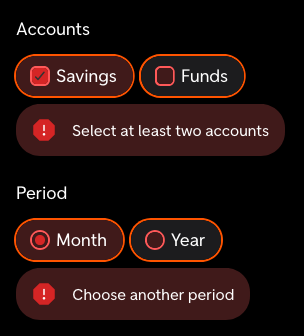 Accounts
Savings Funds
Select at least two accounts
Period
Month Year
Choose another period